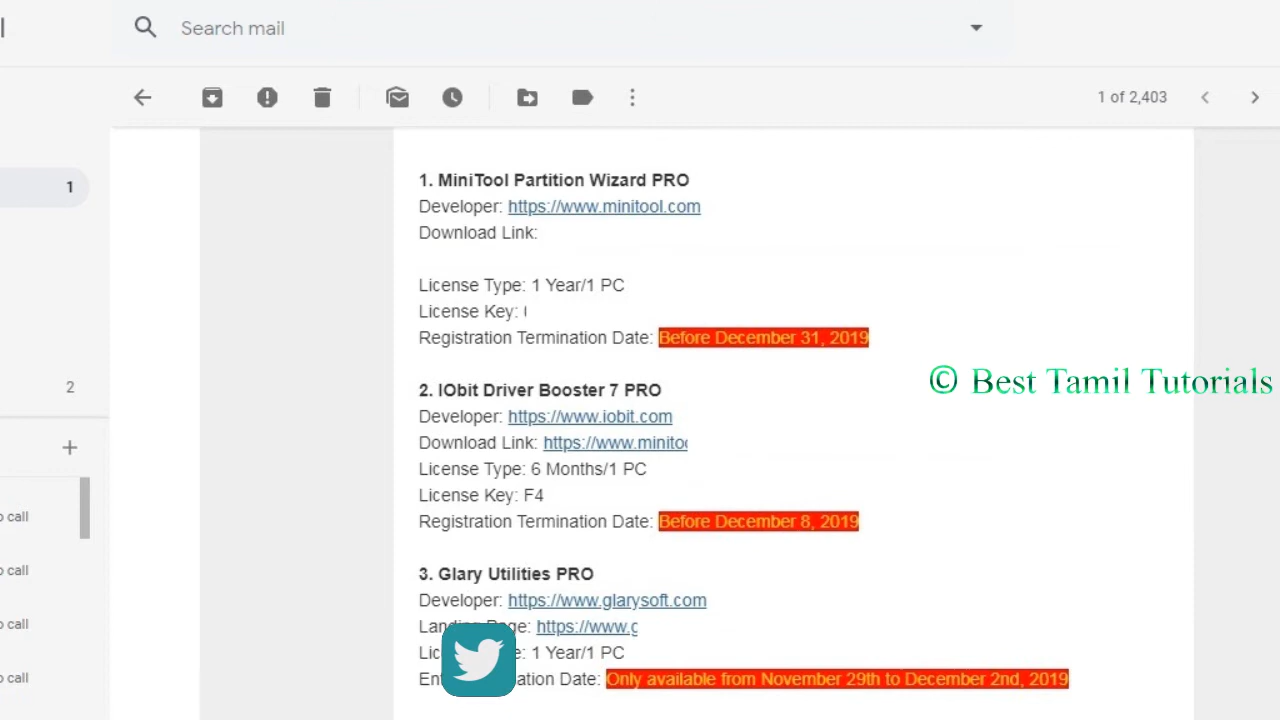 Search mail
1 of 2,403
1
1. MiniTool Partition Wizard PRO
Developer: https://www.minitool.com
Download Link:
License Type: 1 Year/1 PC
License Key:
Registration Termination Date: Before December 31, 2019
© Best Tamil Tutorials
2. IObit Driver Booster 7 PRO
2
Developer: https://www.iobit.com
Download Link: https://www.minitoo
License Type: 6 Months/1 PC
License Key: F4
Registration Termination Date: Before December 8, 2019
o call
o call
o call
o call
3. Glary Utilities PRO
Developer: https://www.glarysoft.com
Page: https://www.g
Lic e: 1 Year/1 PC
ation Date: Only available from November 29th to December 2nd, 2019